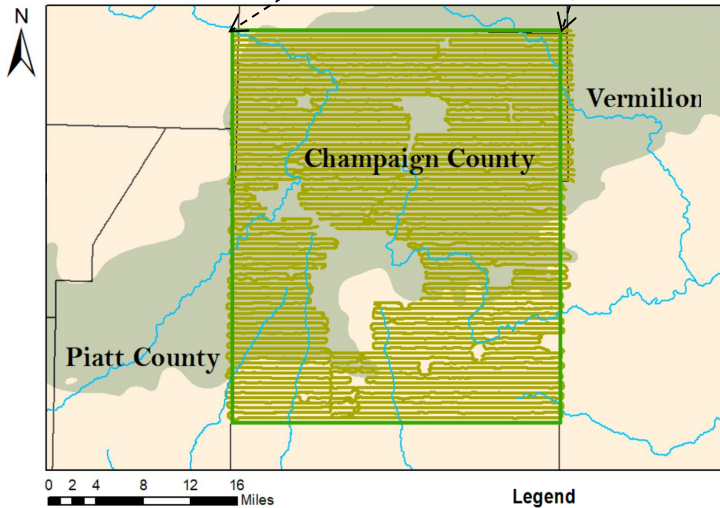 N
Vermilion
Champaign County
Piatt County
0 2 4 8 12 16
Miles
Legend